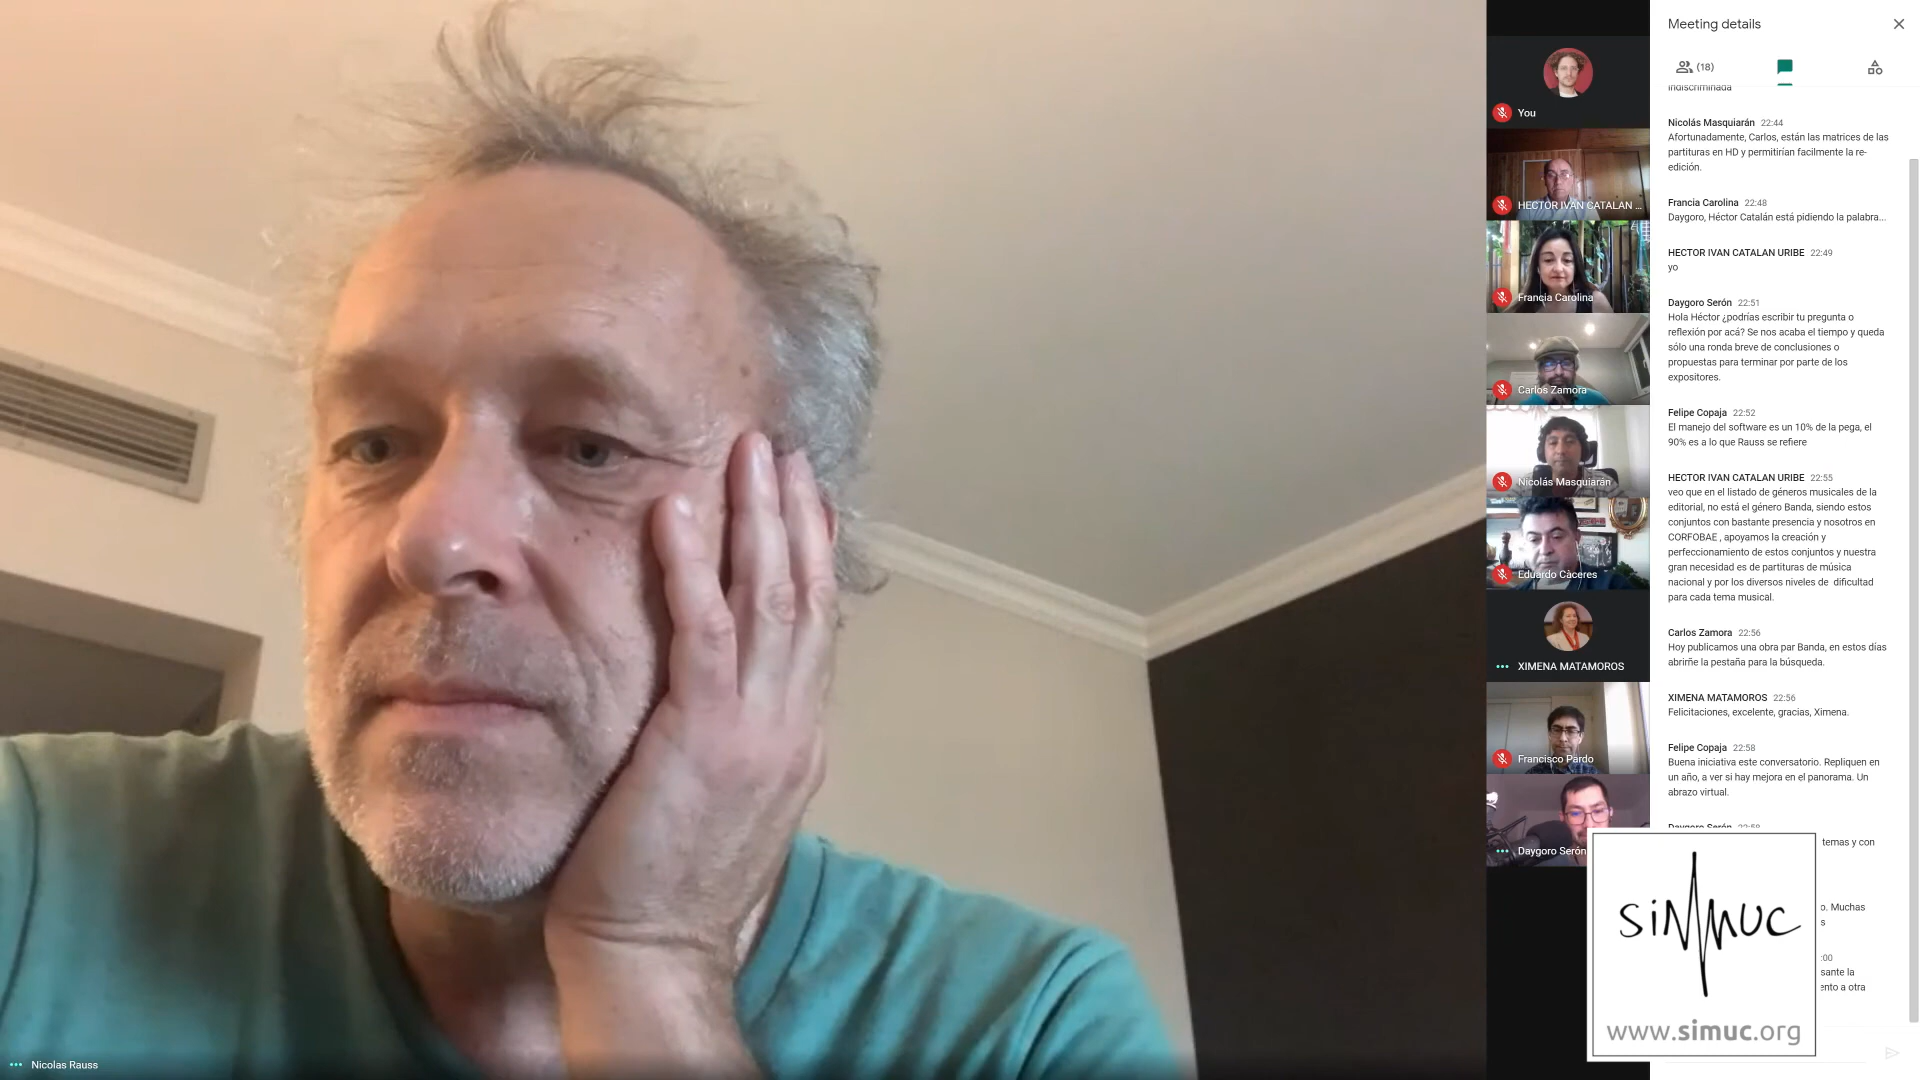 Meeting details
(18)
indiscriminada
Nicolás Masquiarán 22:44
Afortunadamente, Carlos, están las matrices de las
partituras en HD y permitirían facilmente la re-
edición.
Francia Carolina 22:48
Daygoro, Héctor Catalán está pidiendo la palabra...
HECTOR IVAN CATALAN URIBE 22:49
yo
Daygoro Serón 22:51
Hola Héctor ¿podrías escribir tu pregunta o
reflexión por acá? Se nos acaba el tiempo y queda
sólo una ronda breve de conclusiones o
propuestas para terminar por parte de los
expositores.
Felipe Copaja 22:52
El manejo del software es un 10% de la pega, el
90% es a lo que Rauss se refiere
HECTOR IVAN CATALAN URIBE 22:55
veo que en el listado de géneros musicales de la
editorial, no está el género Banda, siendo estos
conjuntos con bastante presencia y nosotros en
CORFOBAE , apoyamos la creación y
perfeccionamiento de estos conjuntos y nuestra
gran necesidad es de partituras de música
nacional y por los diversos niveles de dificultad
para cada tema musical.
Carlos Zamora 22:56
Hoy publicamos una obra par Banda, en estos días
abrirñe la pestaña para la búsqueda.
XIMENA MATAMOROS 22:56
Felicitaciones, excelente, gracias, Ximena.
Felipe Copaja 22:58
Buena iniciativa este conversatorio. Repliquen en
un año, a ver si hay mejora en el panorama. Un
abrazo virtual.
Daygoro Serón 22:58
temas y con
o. Muchas
s
:00
sante la
ento a otra
You
HECTOR IVAN CATALAN ...
Francia Carolina
Carlos Zamora
Nicolás Masquiarán
Eduardo Càceres
XIMENA MATAMOROS
Francisco Pardo
Daygoro Serón
Nicolas Rauss
SIMUC
www.simuc.org